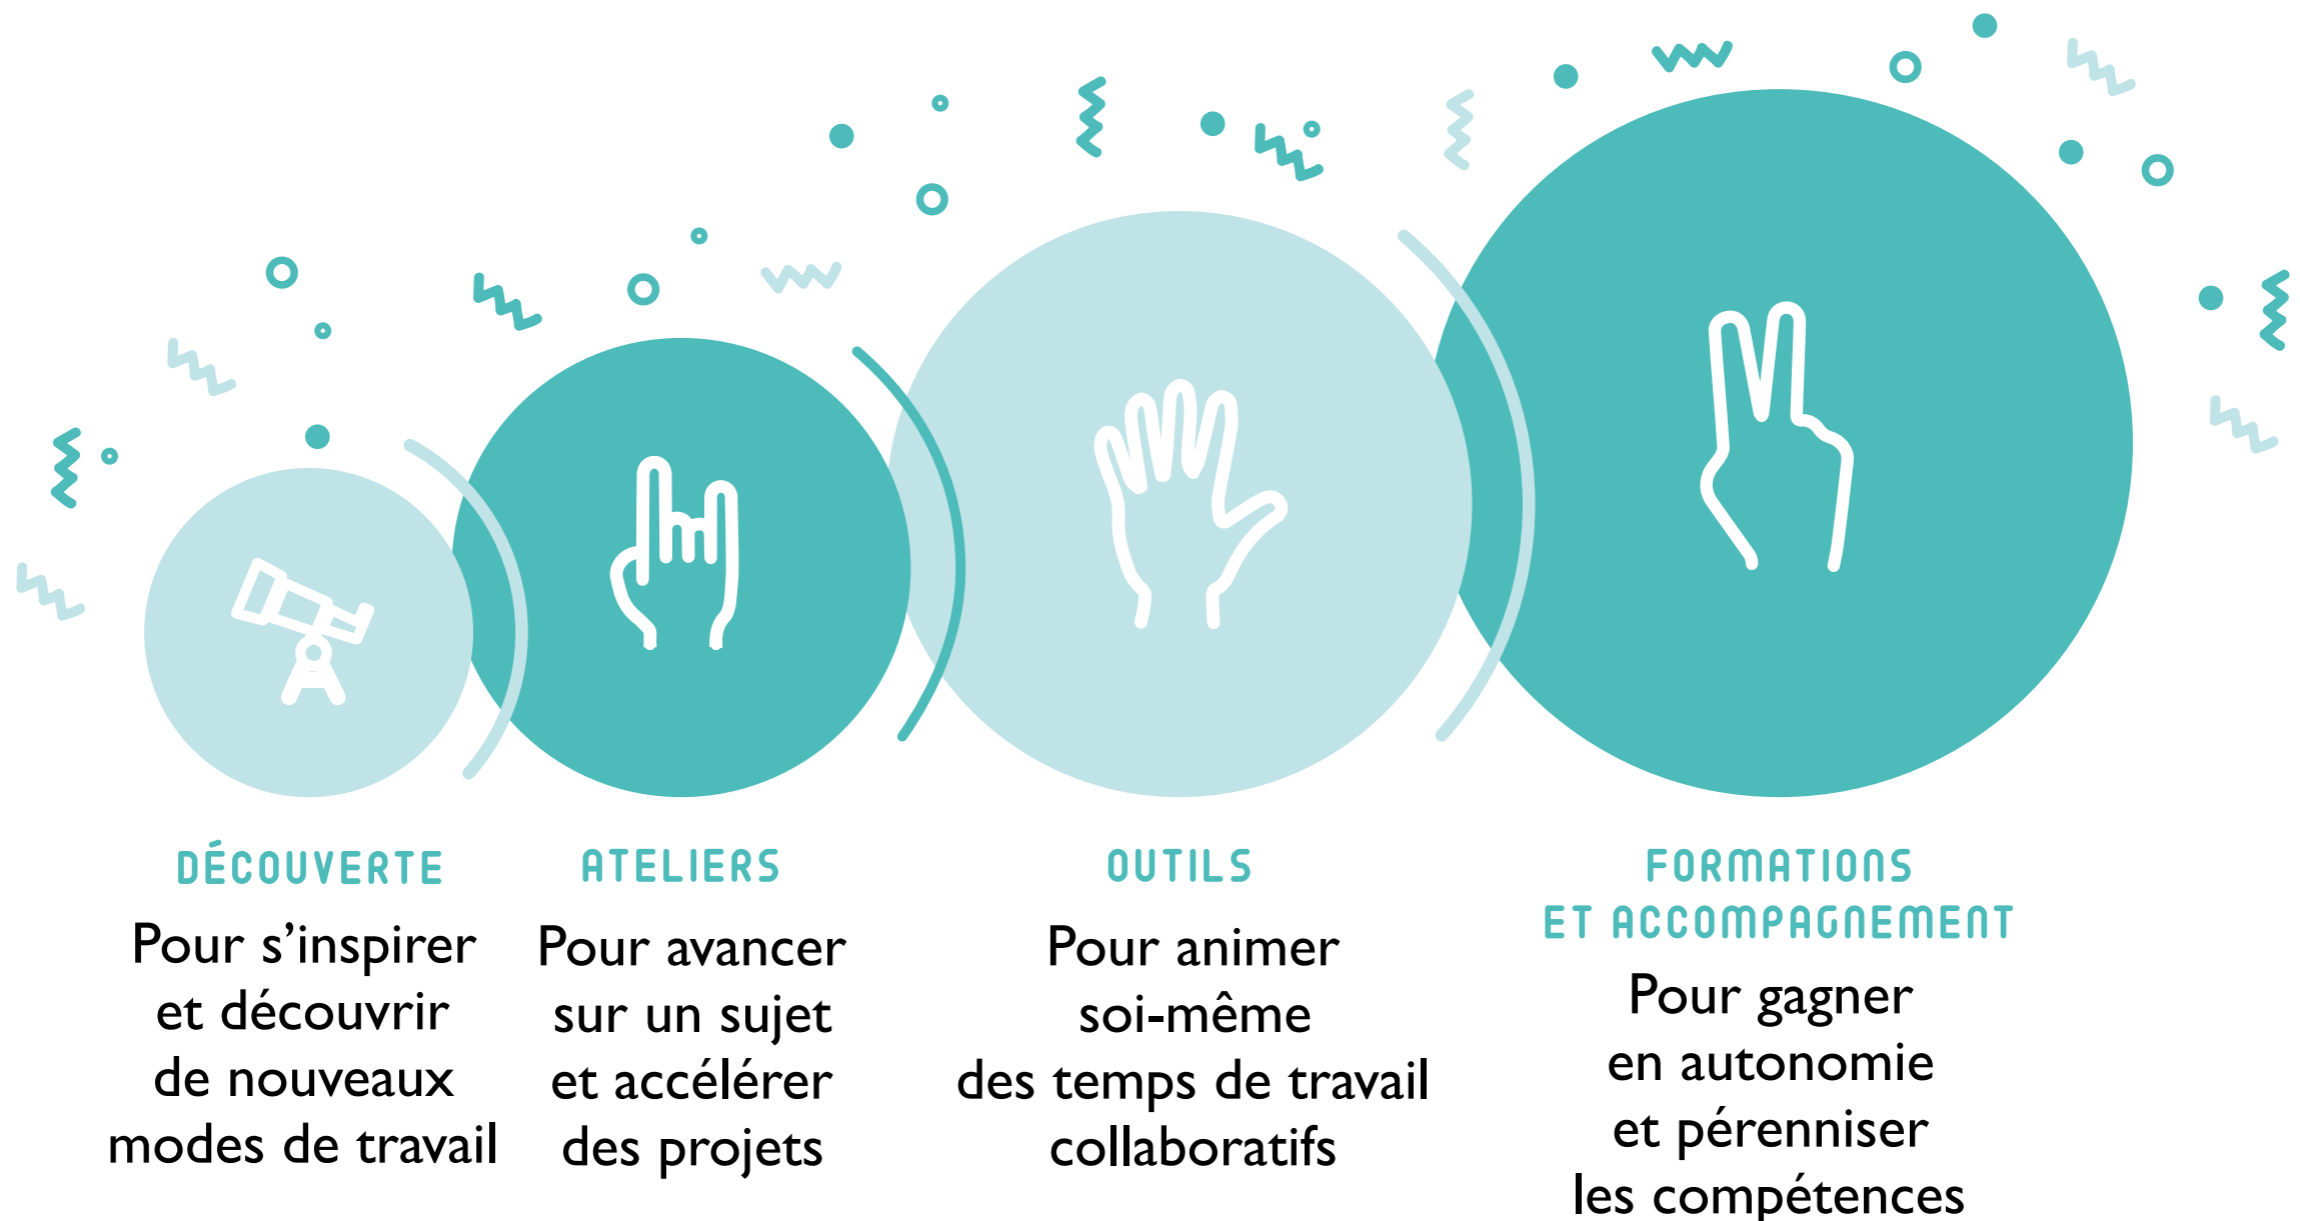 DÉCOUVERTE
Pour s’inspirer
et découvrir
de nouveaux
modes de travail
ATELIERS
Pour avancer
sur un sujet
et accélérer
des projets
OUTILS
Pour animer
soi-même
des temps de travail
collaboratifs
FORMATIONS
ET ACCOMPAGNEMENT
Pour gagner
en autonomie
et pérenniser
les compétences